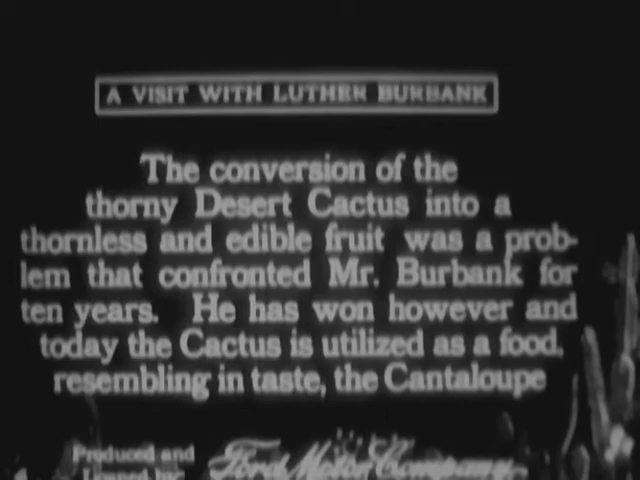 A VISIT WITH LUTHER BURBANK
The conversion of the
thorny Desert Cactus into a
thornless and edible fruit was a prob-
lem that confronted Mr. Burbank for
ten years. He has won however and
today the Cactus is utilized as a food,
resembling in taste, the Cantaloupe
Produced and
Ford Motor Company